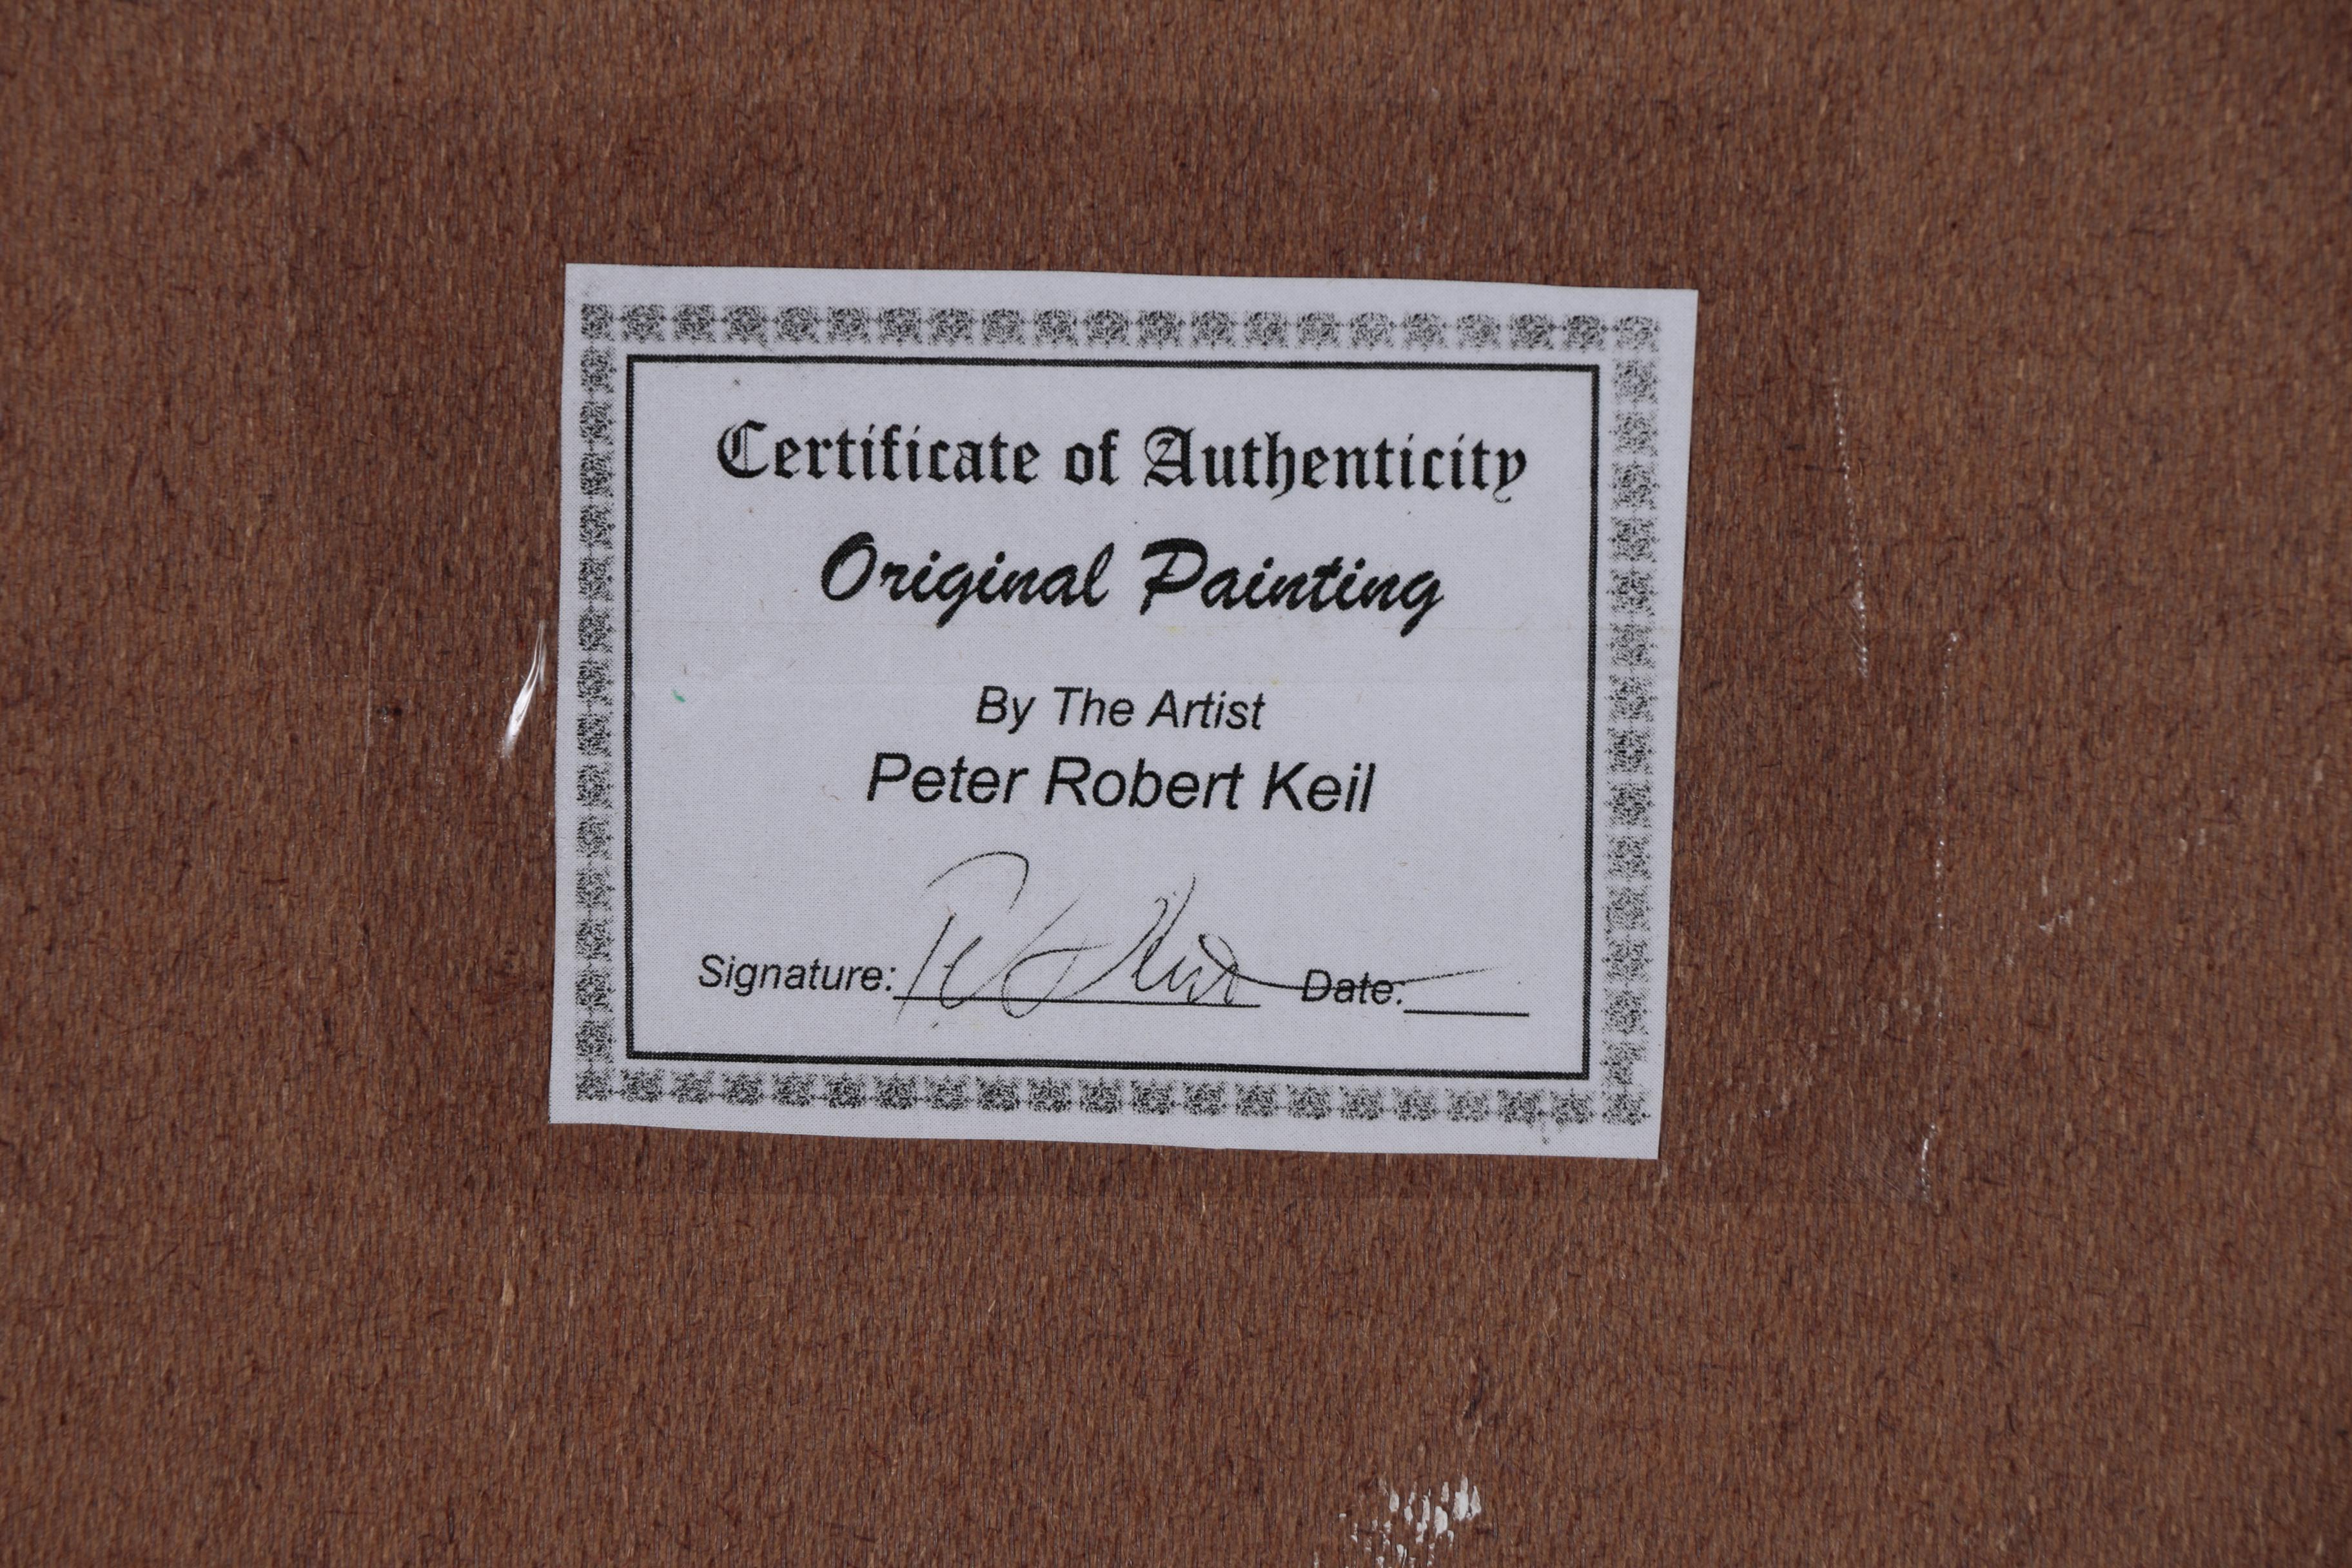 Certificate of Authenticity
Original Painting
By The Artist
Peter Robert Keil
Signature: Date: